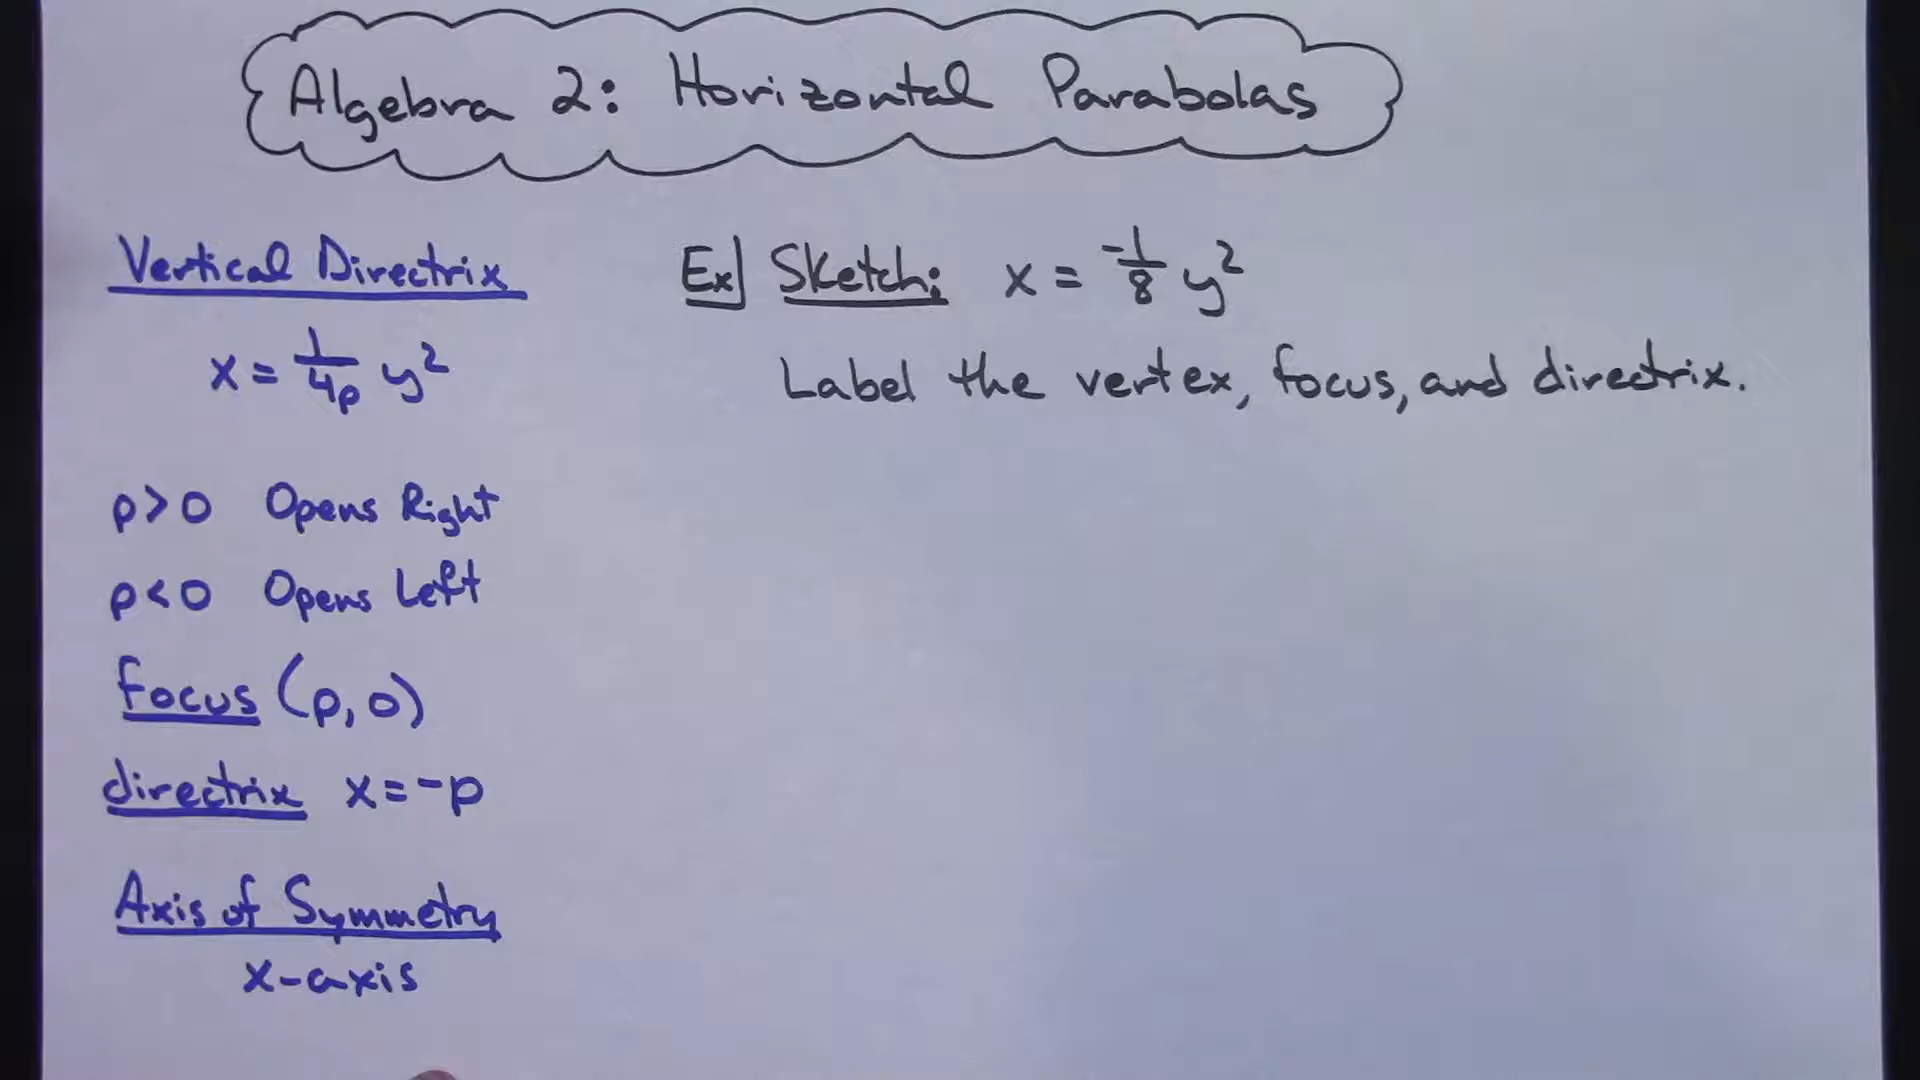 Algebra 2: Horizontal Parabolas
Vertical Directrix
x = 1/4p y²
p>0 Opens Right
p<0 Opens Left
focus (p,0)
directrix x=-p
Axis of Symmetry
x-axis
Ex] Sketch: x = -1/8 y²
Label the vertex, focus, and directrix.